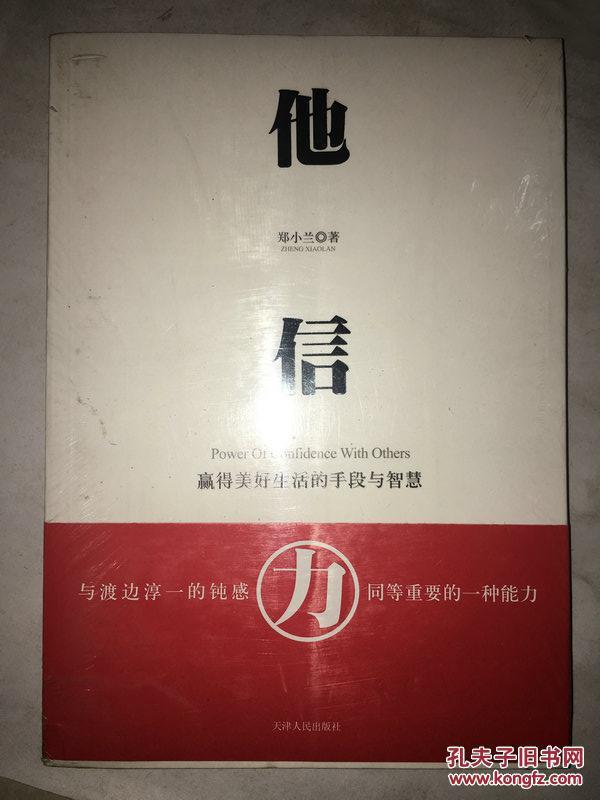 他
郑小兰◎著
ZHENG XIAOLAN
信
Power Of Confidence With Others
赢得美好生活的手段与智慧
与渡边淳一的钝感力同等重要的一种能力
天津人民出版社
孔夫子旧书网
www.kongfz.com